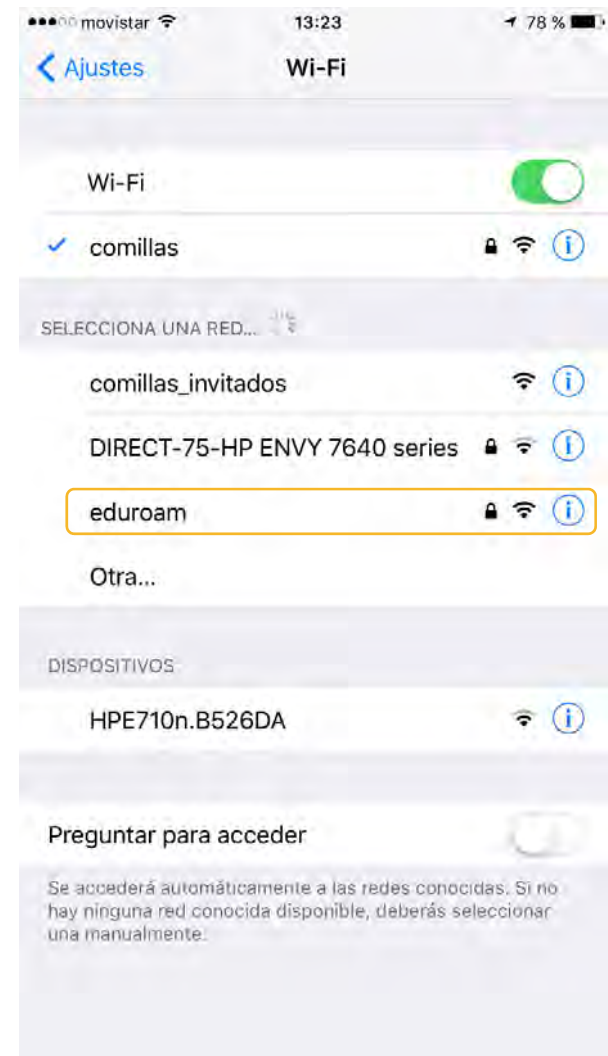 movistar 13:23 78 %
Ajustes Wi-Fi
Wi-Fi
comillas
SELECCIONA UNA RED...
comillas_invitados
DIRECT-75-HP ENVY 7640 series
eduroam
Otra...
DISPOSITIVOS
HPE710n.B526DA
Preguntar para acceder
Se accederá automáticamente a las redes conocidas. Si no
hay ninguna red conocida disponible, deberás seleccionar
una manualmente.